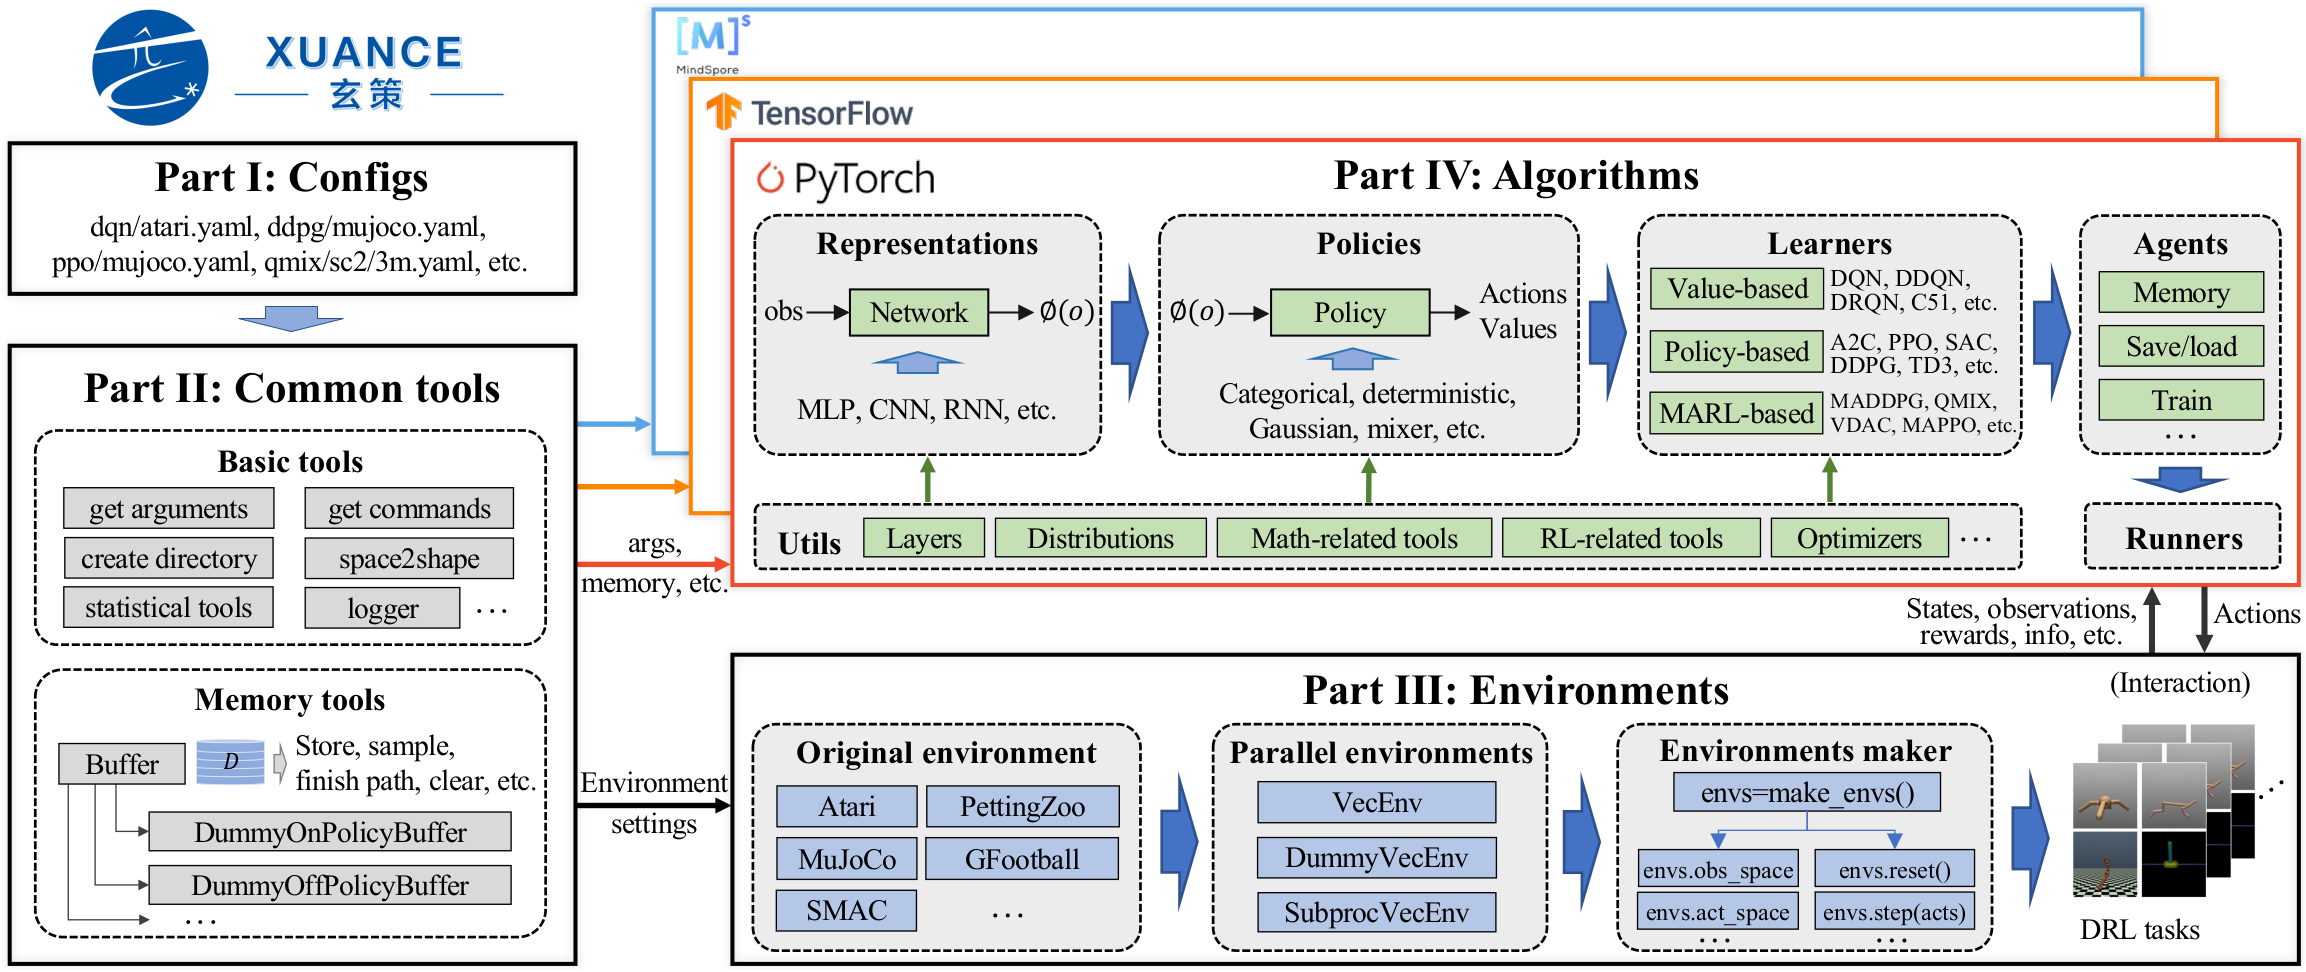 XUANCE
玄策
Part I: Configs
dqn/atari.yaml, ddpg/mujoco.yaml,
ppo/mujoco.yaml, qmix/sc2/3m.yaml, etc.
Part II: Common tools
Basic tools
get arguments
get commands
create directory
space2shape
statistical tools
logger
...
Memory tools
Buffer
D
Store, sample,
finish path, clear, etc.
DummyOnPolicyBuffer
DummyOffPolicyBuffer
...
args,
memory, etc.
Environment
settings
[M]s
MindSpore
TensorFlow
PyTorch
Part IV: Algorithms
Representations
obs
Network
∅(o)
MLP, CNN, RNN, etc.
Policies
∅(o)
Policy
Actions
Values
Categorical, deterministic,
Gaussian, mixer, etc.
Learners
Value-based
DQN, DDQN,
DRQN, C51, etc.
Policy-based
A2C, PPO, SAC,
DDPG, TD3, etc.
MARL-based
MADDPG, QMIX,
VDAC, MAPPO, etc.
Agents
Memory
Save/load
Train
...
Utils
Layers
Distributions
Math-related tools
RL-related tools
Optimizers
...
Runners
States, observations,
rewards, info, etc.
Actions
Part III: Environments
(Interaction)
Original environment
Atari
PettingZoo
MuJoCo
GFootball
SMAC
...
Parallel environments
VecEnv
DummyVecEnv
SubprocVecEnv
Environments maker
envs=make_envs()
envs.obs_space
envs.reset()
envs.act_space
envs.step(acts)
...
...
...
DRL tasks